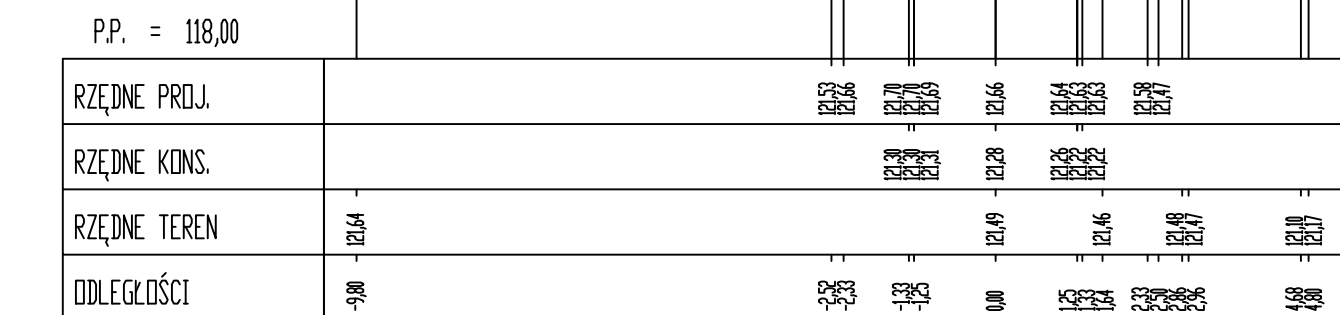 P.P. = 118,00
RZĘDNE PROJ. 121,53 121,66 121,70 121,70 121,69 121,66 121,64 121,63 121,63 121,58 121,47
RZĘDNE KONS. 121,30 121,30 121,31 121,28 121,26 121,22 121,22
RZĘDNE TEREN 121,64 121,49 121,46 121,48 121,47 121,10 121,17
ODLEGŁOŚCI -9,80 -2,52 -2,33 -1,33 -1,25 0,00 1,25 1,33 1,64 2,33 2,50 2,86 2,96 4,68 4,80